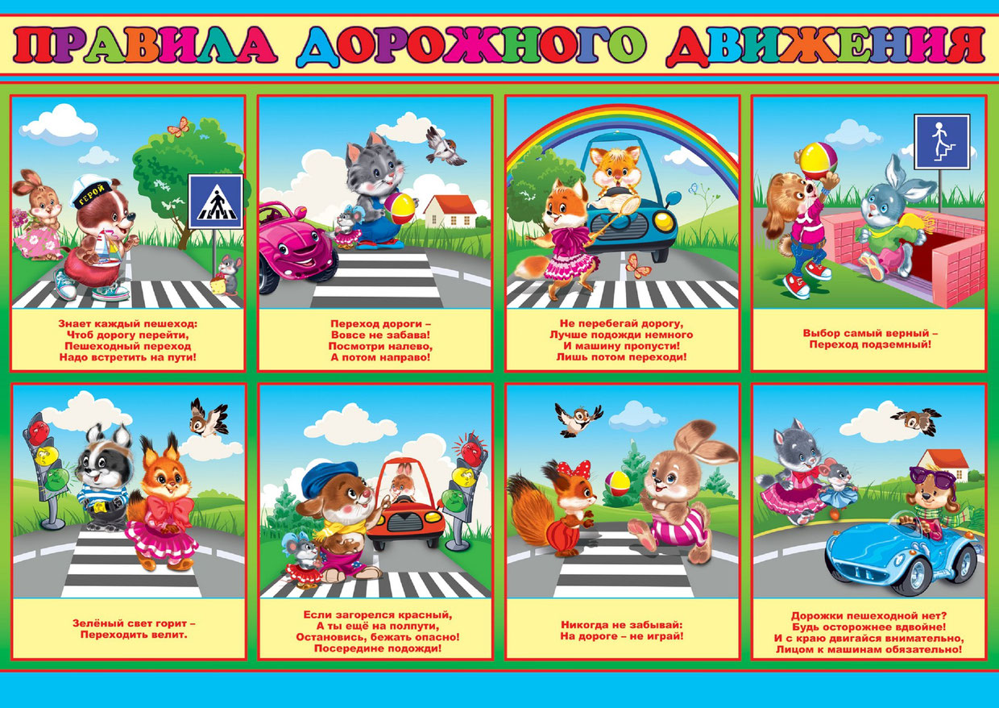 ПРАВИЛА ДОРОЖНОГО ДВИЖЕНИЯ
ГЕРОЙ
Знает каждый пешеход:
Чтоб дорогу перейти,
Пешеходный переход
Надо встретить на пути!
Переход дороги –
Вовсе не забава!
Посмотри налево,
А потом направо!
Не перебегай дорогу,
Лучше подожди немного
И машину пропусти!
Лишь потом переходи!
Выбор самый верный –
Переход подземный!
Зелёный свет горит –
Переходить велит.
Если загорелся красный,
А ты ещё на полпути,
Остановись, бежать опасно!
Посередине подожди!
Никогда не забывай:
На дороге – не играй!
Дорожки пешеходной нет?
Будь осторожнее вдвойне!
И с краю двигайся внимательно,
Лицом к машинам обязательно!